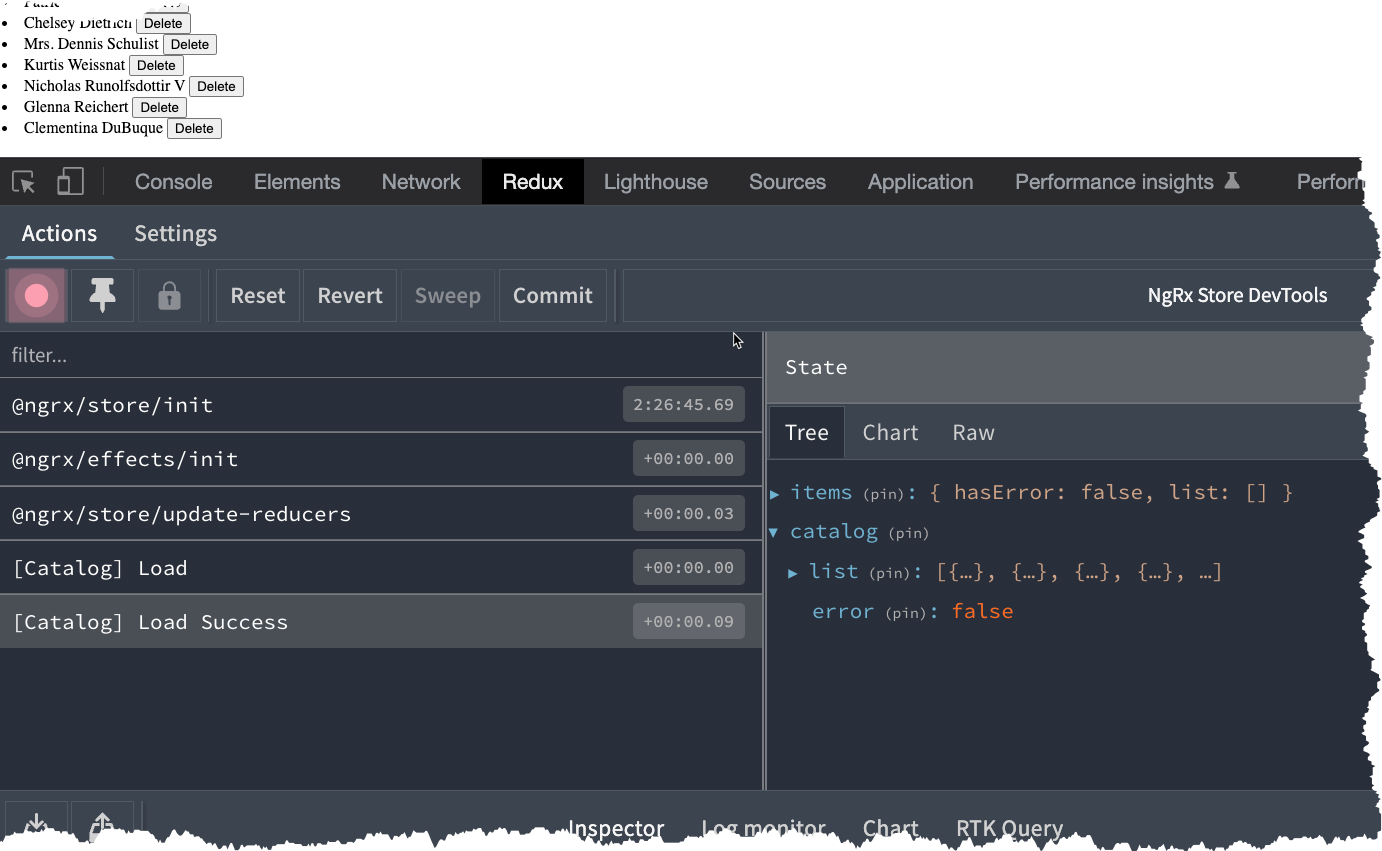 Chelsey Dietrich Delete
Mrs. Dennis Schulist Delete
Kurtis Weissnat Delete
Nicholas Runolfsdottir V Delete
Glenna Reichert Delete
Clementina DuBuque Delete
Console Elements Network Redux Lighthouse Sources Application Performance insights Perform
Actions Settings
Reset Revert Sweep Commit NgRx Store DevTools
filter...
State
@ngrx/store/init 2:26:45.69
Tree Chart Raw
@ngrx/effects/init +00:00.00
items (pin): { hasError: false, list: [] }
@ngrx/store/update-reducers +00:00.03
catalog (pin)
[Catalog] Load +00:00.00
list (pin): [{…}, {…}, {…}, {…}, …]
[Catalog] Load Success +00:00.09
error (pin): false
Inspector Log monitor Chart RTK Query